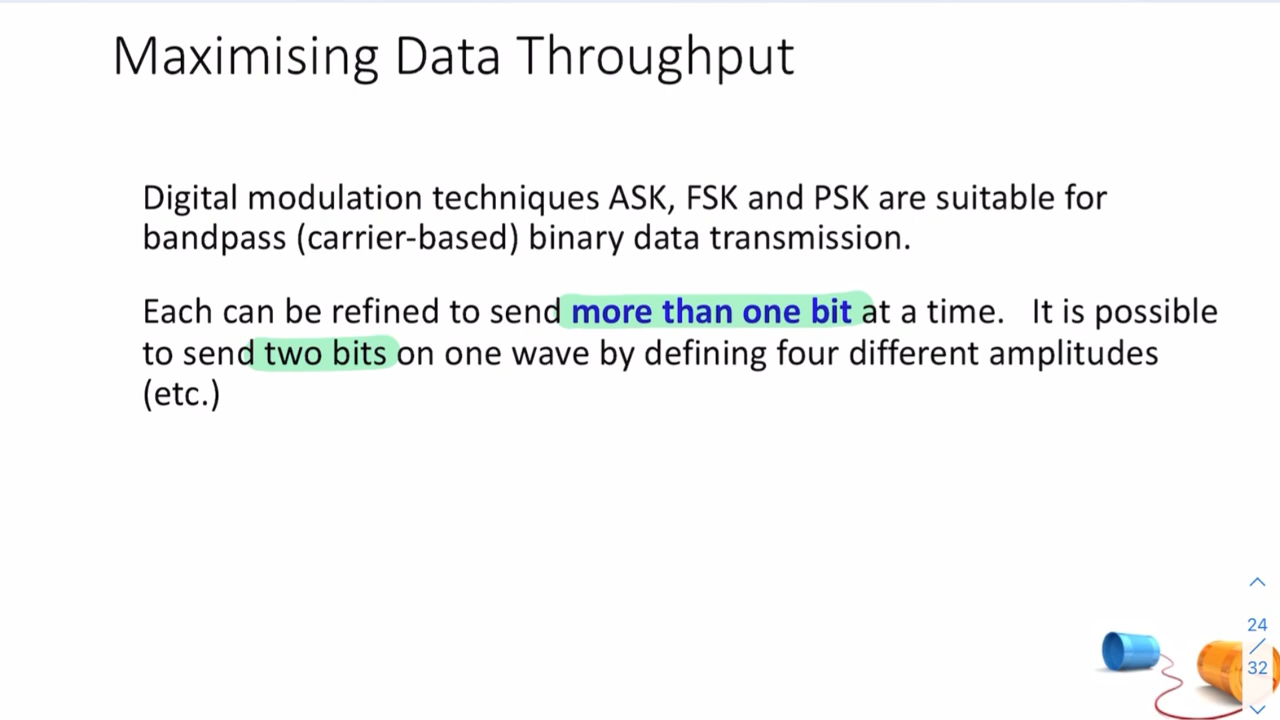 Maximising Data Throughput
Digital modulation techniques ASK, FSK and PSK are suitable for
bandpass (carrier-based) binary data transmission.
Each can be refined to send more than one bit at a time. It is possible
to send two bits on one wave by defining four different amplitudes
(etc.)
24
/
32